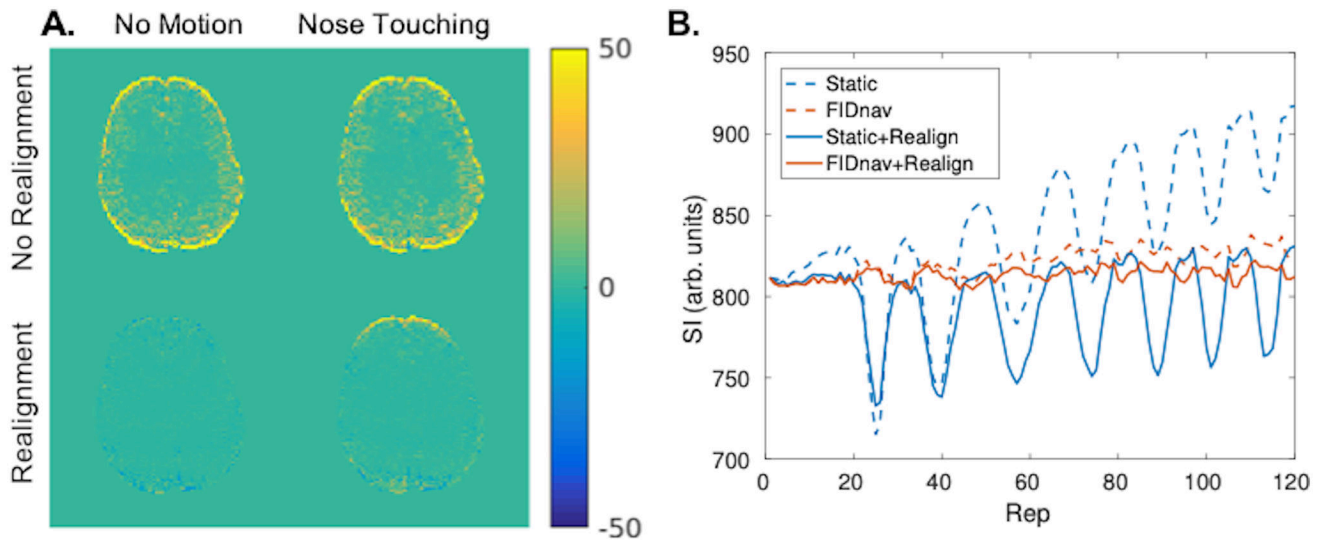 A.
No Motion
Nose Touching
No Realignment
Realignment
50
0
-50
B.
950
900
850
800
750
700
SI (arb. units)
Static
FIDnav
Static+Realign
FIDnav+Realign
0 20 40 60 80 100 120
Rep